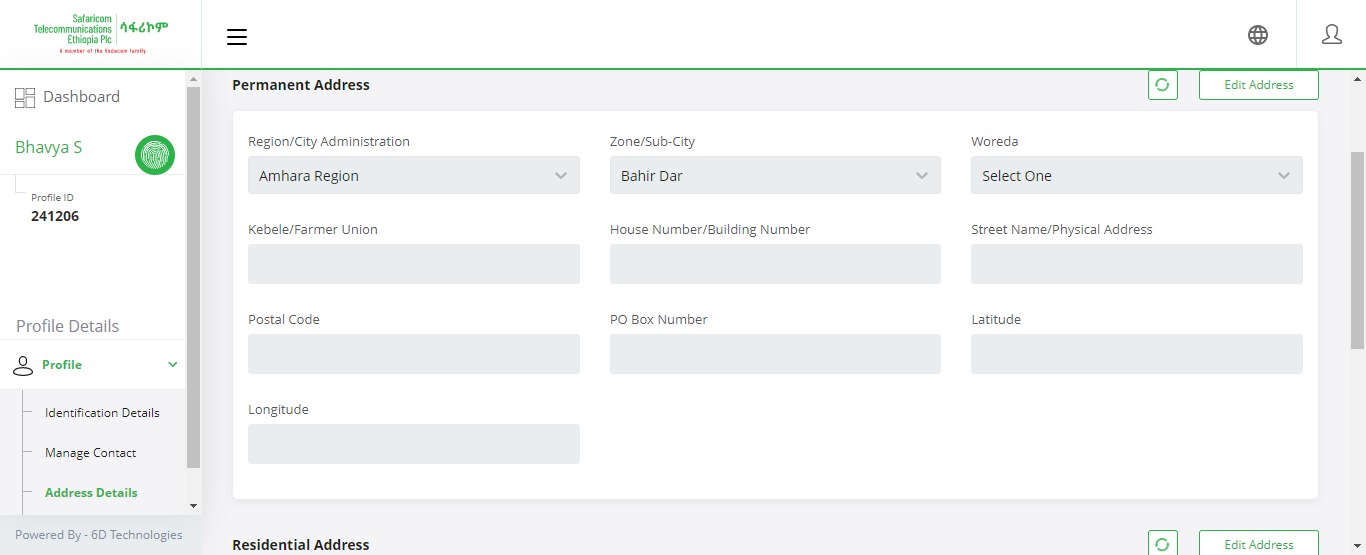 Safaricom
Telecommunications
Ethiopia Plc
ሳፋሪኮም
A member of the Vodacom family
Dashboard
Bhavya S
Profile ID
241206
Profile Details
Profile
Identification Details
Manage Contact
Address Details
Powered By - 6D Technologies
Permanent Address
Edit Address
Region/City Administration
Zone/Sub-City
Woreda
Amhara Region
Bahir Dar
Select One
Kebele/Farmer Union
House Number/Building Number
Street Name/Physical Address
Postal Code
PO Box Number
Latitude
Longitude
Residential Address
Edit Address